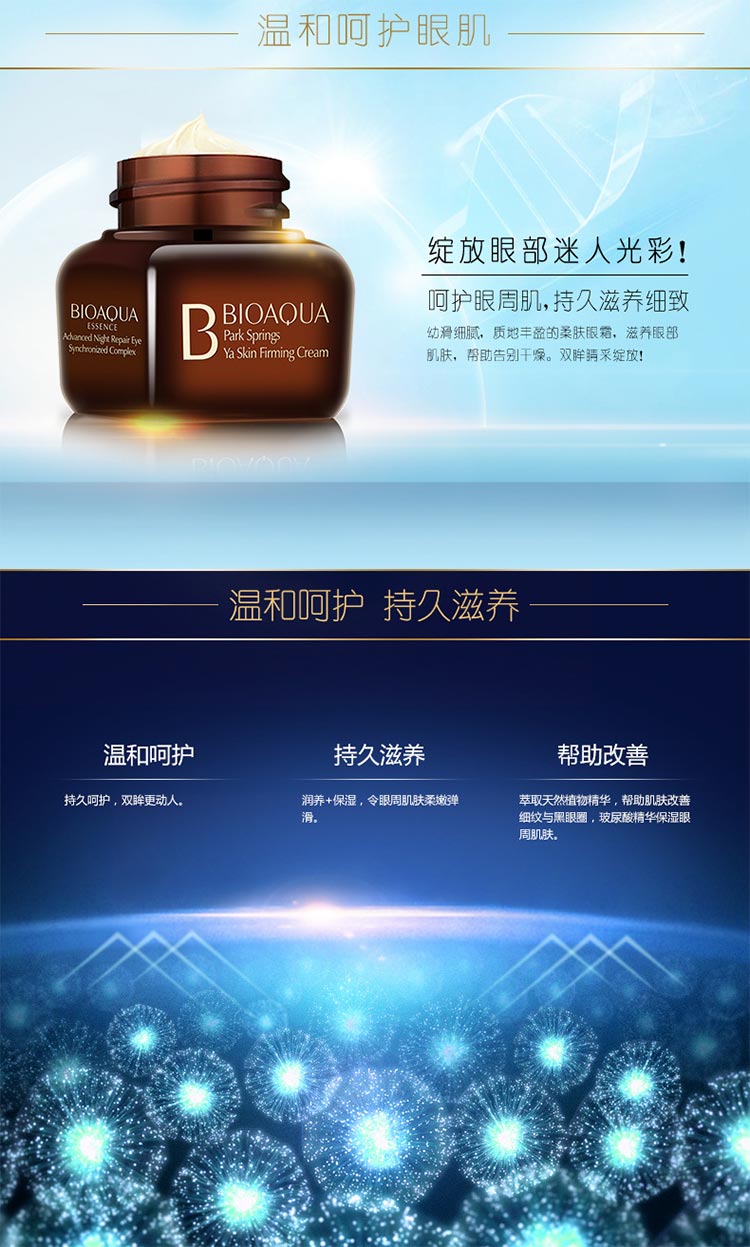 温和呵护眼肌
BIOAQUA
ESSENCE
Advanced Night Repair Eye
Synchronized Complex
B
BIOAQUA
Park Springs
Ya Skin Firming Cream
绽放眼部迷人光彩!
呵护眼周肌,持久滋养细致
幼滑细腻，质地丰盈的柔肤眼霜，滋养眼部
肌肤，帮助告别干燥。双眸睛采绽放!
温和呵护 持久滋养
温和呵护
持久呵护，双眸更动人。
持久滋养
润养+保湿，令眼周肌肤柔嫩弹
滑。
帮助改善
萃取天然植物精华，帮助肌肤改善
细纹与黑眼圈，玻尿酸精华保湿眼
周肌肤。